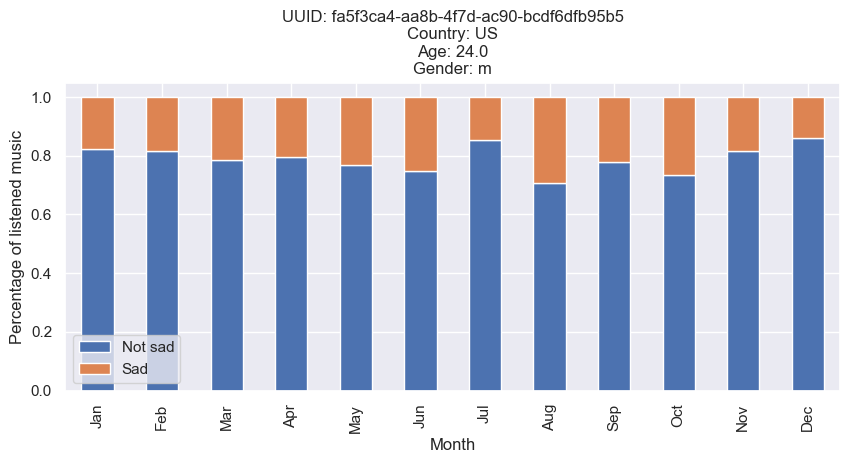 UUID: fa5f3ca4-aa8b-4f7d-ac90-bcdf6dfb95b5
Country: US
Age: 24.0
Gender: m
Percentage of listened music
1.0
0.8
0.6
0.4
0.2
0.0
Not sad
Sad
Jan
Feb
Mar
Apr
May
Jun
Jul
Aug
Sep
Oct
Nov
Dec
Month